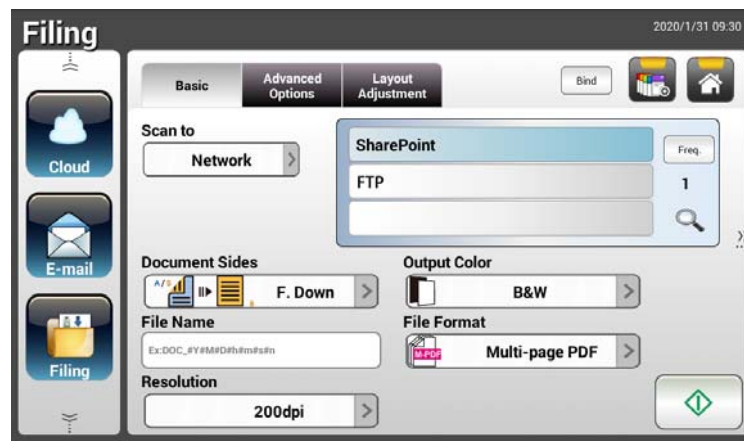 Filing
2020/1/31 09:30
Basic
Advanced Options
Layout Adjustment
Bind
Cloud
E-mail
Filing
Scan to
Network
SharePoint
FTP
Freq.
1
Document Sides
F. Down
Output Color
B&W
File Name
Ex:DOC_#Y#M#D#h#m#s#n
File Format
M-PDF
Multi-page PDF
Resolution
200dpi